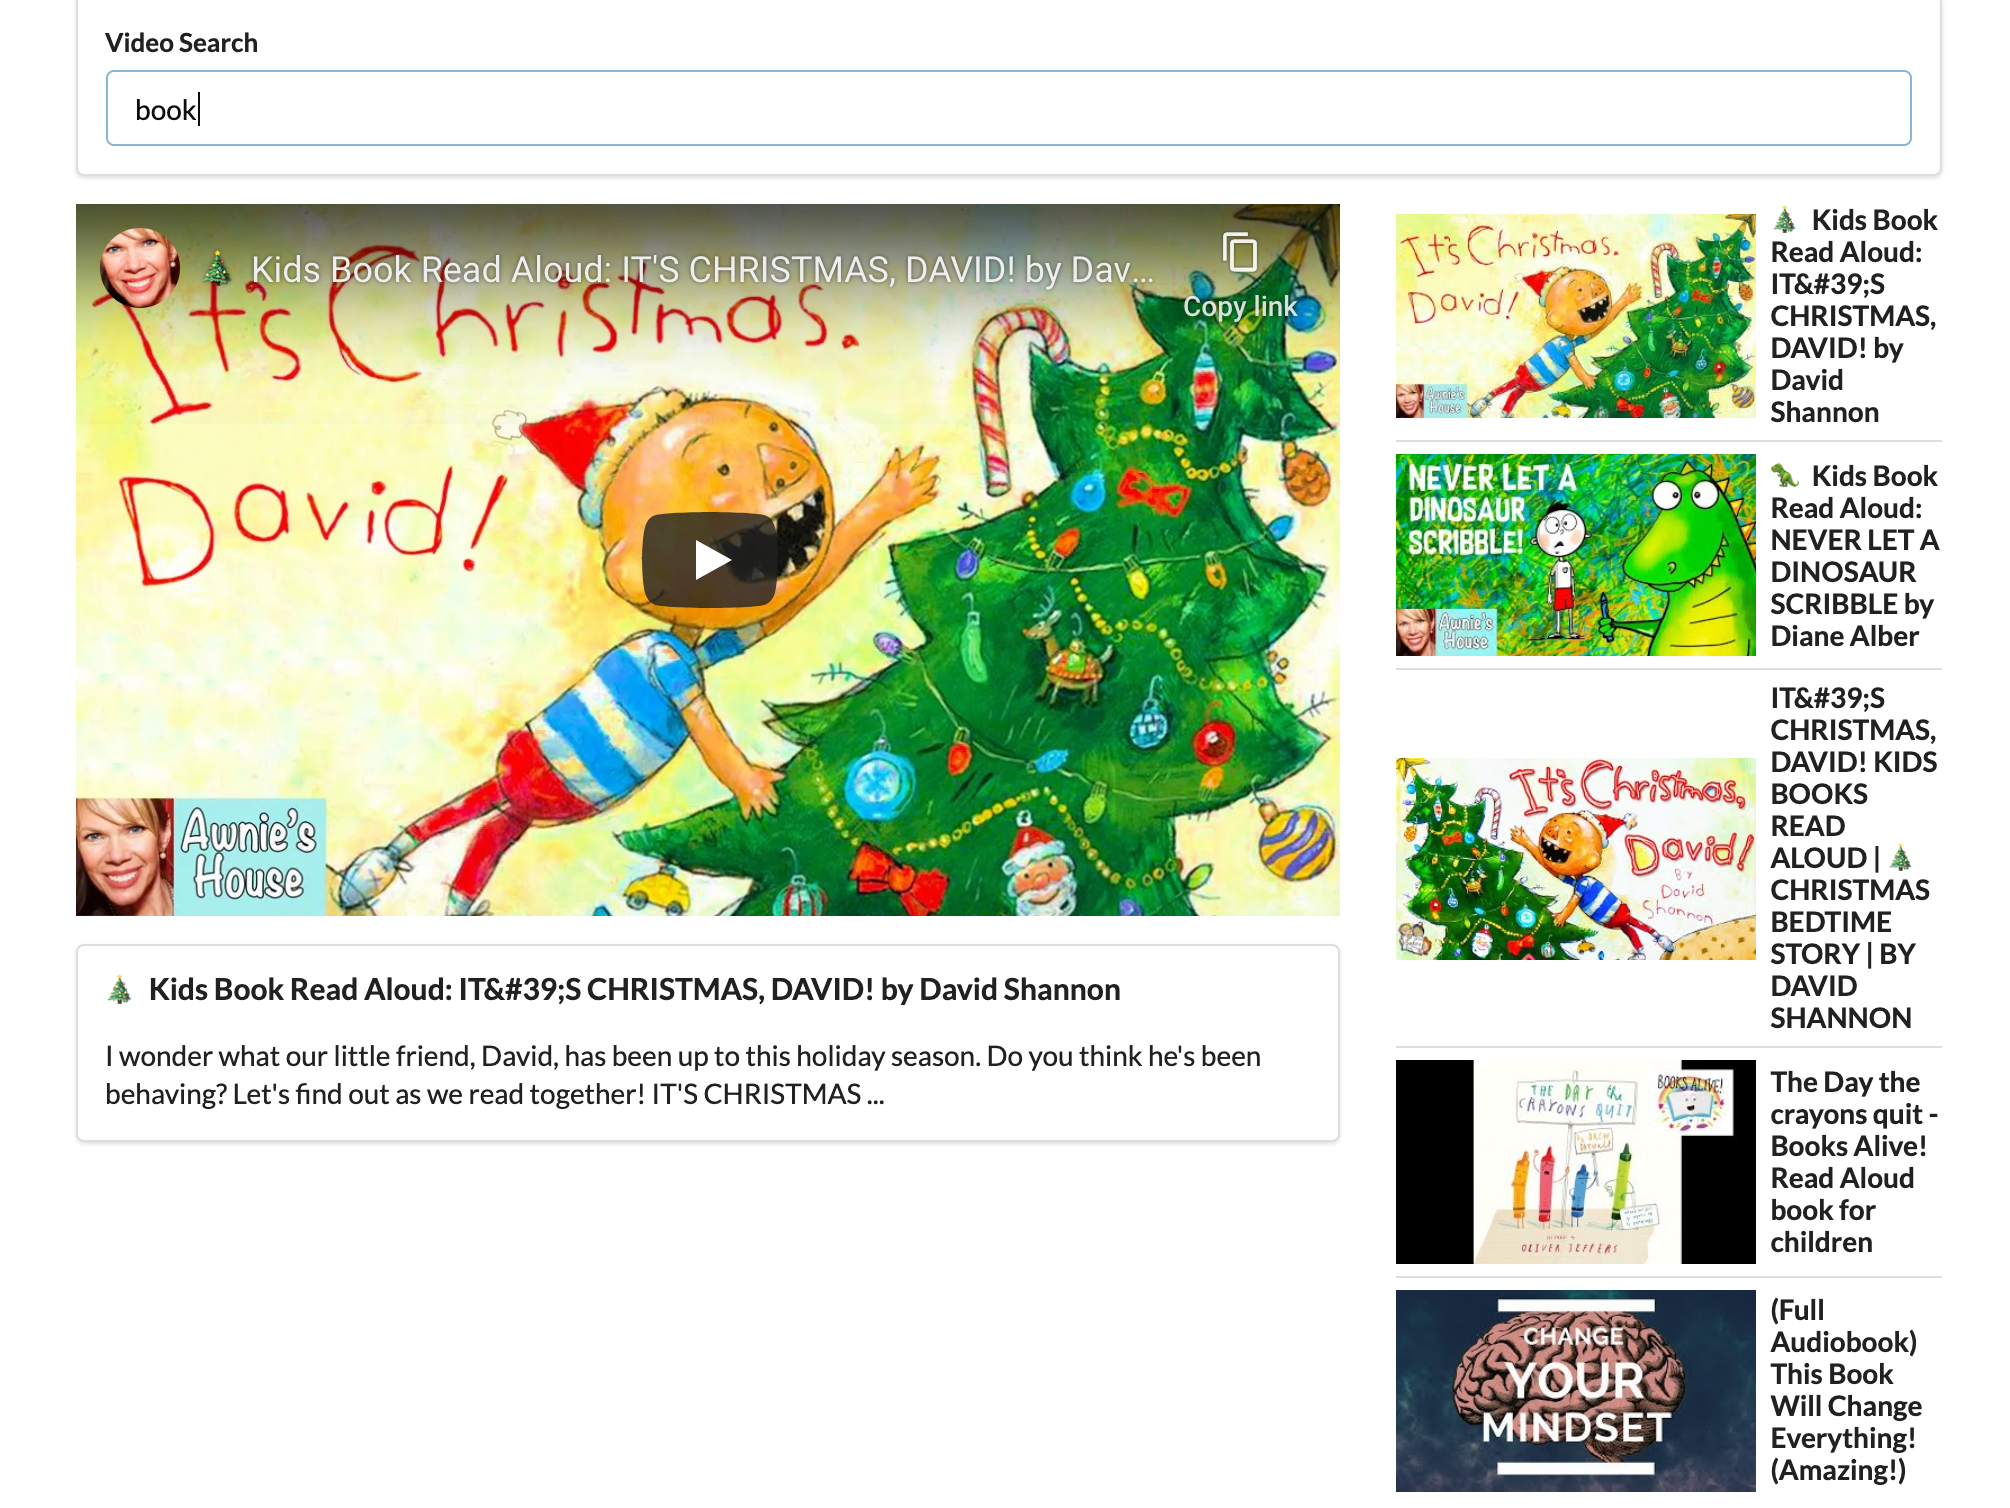 Video Search
book
🎄 Kids Book Read Aloud: IT'S CHRISTMAS, DAVID! by Dav...
Copy link
It's Christmas.
David!
Awnie's
House
🎄 Kids Book Read Aloud: IT&#39;S CHRISTMAS, DAVID! by David Shannon
I wonder what our little friend, David, has been up to this holiday season. Do you think he's been
behaving? Let's find out as we read together! IT'S CHRISTMAS ...
It's Christmas.
David!
Awnie's
House
🎄 Kids Book
Read Aloud:
IT&#39;S
CHRISTMAS,
DAVID! by
David
Shannon
NEVER LET A
DINOSAUR
SCRIBBLE!
Awnie's
House
🦖 Kids Book
Read Aloud:
NEVER LET A
DINOSAUR
SCRIBBLE by
Diane Alber
It's Christmas,
David!
BY
David
Shannon
IT&#39;S
CHRISTMAS,
DAVID! KIDS
BOOKS
READ
ALOUD | 🎄
CHRISTMAS
BEDTIME
STORY | BY
DAVID
SHANNON
THE DAY the
CRAYONS QUIT
BOOKS ALIVE!
OLIVER JEFFERS
The Day the
crayons quit -
Books Alive!
Read Aloud
book for
children
CHANGE
YOUR
MINDSET
(Full
Audiobook)
This Book
Will Change
Everything!
(Amazing!)